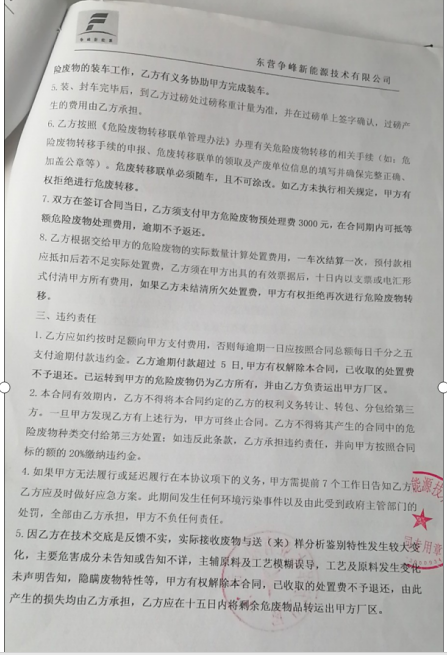 东营争峰新能源技术有限公司
险废物的装车工作，乙方有义务协助甲方完成装车。
5.装、封车完毕后，到乙方过磅处过磅称重计量为准，并在过磅单上签字确认，过磅产
生的费用由乙方承担。
6.乙方按照《危险废物转移联单管理办法》办理有关危险废物转移的相关手续（如：危
险废物转移手续的申报、危废转移联单的领取及产废单位信息的填写并确保完整正确、
加盖公章等）。危废转移联单必须随车，且不可涂改。如乙方未执行相关规定，甲方有
权拒绝进行危废转移。
7.双方在签订合同当日，乙方须支付甲方危险废物预处理费 3000 元，在合同期内可抵等
额危险废物处理费用，逾期不予退还。
8.乙方根据交给甲方的危险废物的实际数量计算处置费用，一车次结算一次，预付款相
应抵扣后若不足实际处置费，乙方须在甲方出具的有效票据后，十日内以支票或电汇形
式付清甲方所有费用，如果乙方未结清所欠处置费，甲方有权拒绝再次进行危废物转
移。
三、违约责任
1.乙方应如约按时足额向甲方支付费用，否则每逾期一日应按照合同总额每日千分之五
支付逾期付款违约金。乙方逾期付款超过 5 日,甲方有权解除本合同，已收取的处置费
不予退还。已运转到甲方的危废物仍为乙方所有，并由乙方负责运出甲方厂区。
2.本合同有效期内，乙方不得将本合同约定的乙方的权利义务转让、转包、分包给第三
方。一旦甲方发现乙方有上述行为，甲方可终止合同。乙方不得将其产生的合同中的危
险废物种类交付给第三方处置；如违反此条款，乙方承担违约责任，并向甲方按照合同
标的额的 20%缴纳违约金。
4.如果甲方无法履行或延迟履行在本协议项下的义务，甲方需提前 7 个工作日告知乙方
乙方应及时做好应急方案。此期间发生任何环境污染事件以及由此受到政府主管部门的
处罚，全部由乙方承担，甲方不负任何责任。
5.因乙方在技术交底是反馈不实，实际接收废物与送（来）样分析鉴别特性发生较大变
化，主要危害成分未告知或告知不详，主辅原料及工艺模糊误导，工艺及原料发生变化
未声明告知，隐瞒废物特性等，甲方有权解除本合同，已收取的处置费不予退还，由此
产生的损失均由乙方承担，乙方应在十五日内将剩余危废物品转运出甲方厂区。
能源技
专用章